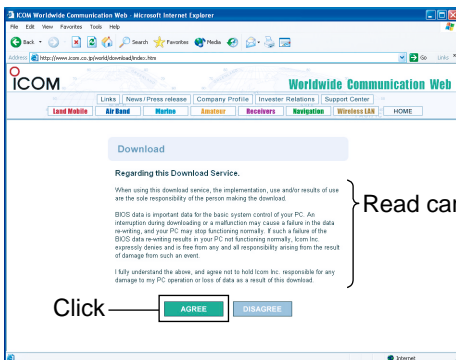 ICOM Worldwide Communication Web - Microsoft Internet Explorer
File Edit View Favorites Tools Help
Back Search Favorites Media
Address http://www.icom.co.jp/world/download/index.htm Go Links
ICOM
Worldwide Communication Web
Links News/Press release Company Profile Invester Relations Support Center
Land Mobile Air Band Marine Amateur Receivers Navigation Wireless LAN HOME
Download
Regarding this Download Service.
When using this download service, the implementation, use and/or results of use
are the sole responsibility of the person making the download.
BIOS data is important data for the basic system control of your PC. An
interruption during downloading or a malfunction may cause a failure in the data
re-writing, and your PC may stop functioning normally. If such a failure of the
BIOS data re-writing results in your PC not functioning normally, Icom Inc.
expressly denies and is free from any and all responsibility arising from the result
of damage from such an event.
I fully understand the above, and agree not to hold Icom Inc. responsible for any
damage to my PC operation or loss of data as a result of this download.
Read car
Click
AGREE DISAGREE
Internet